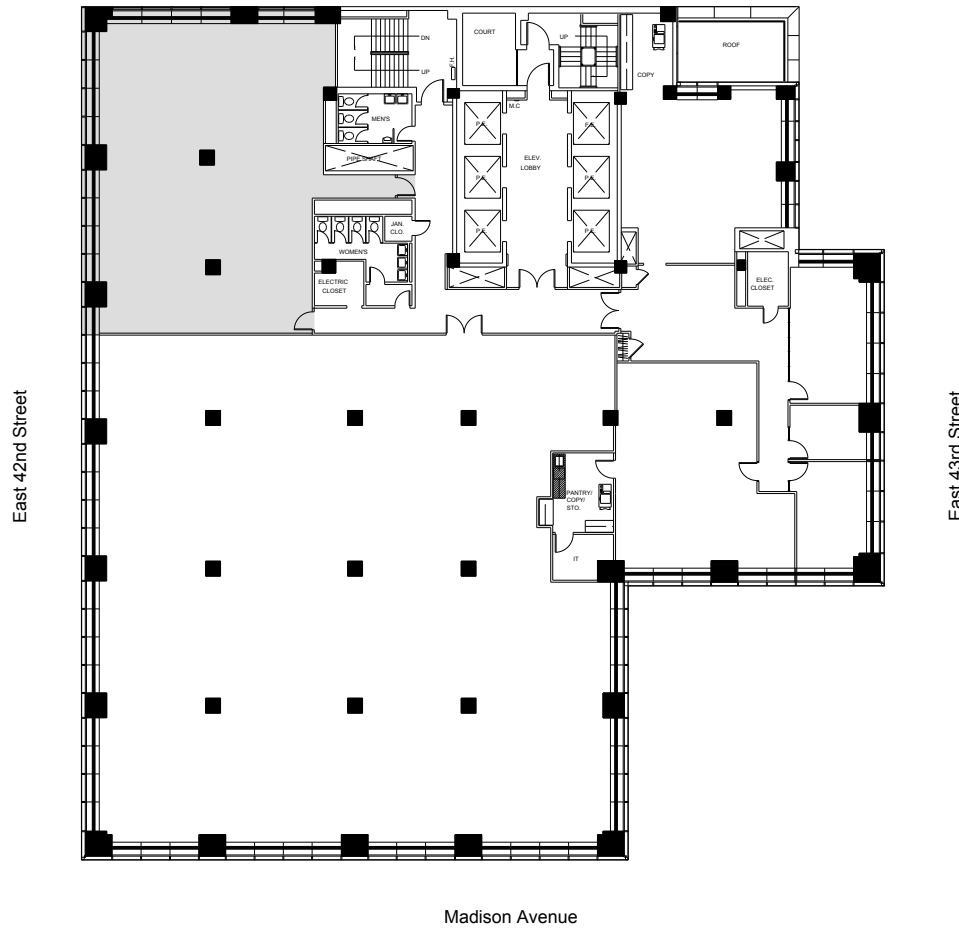 DN
UP
F.H.
COURT
UP
COPY
ROOF
MEN'S
M.C
P.E.
F.E.
PIPE SHAFT
ELEV.
LOBBY
P.E.
P.E.
JAN.
CLO.
P.E.
P.E.
WOMEN'S
ELECTRIC
CLOSET
ELEC.
CLOSET
East 42nd Street
East 43rd Street
PANTRY/
COPY/
STO.
IT
Madison Avenue